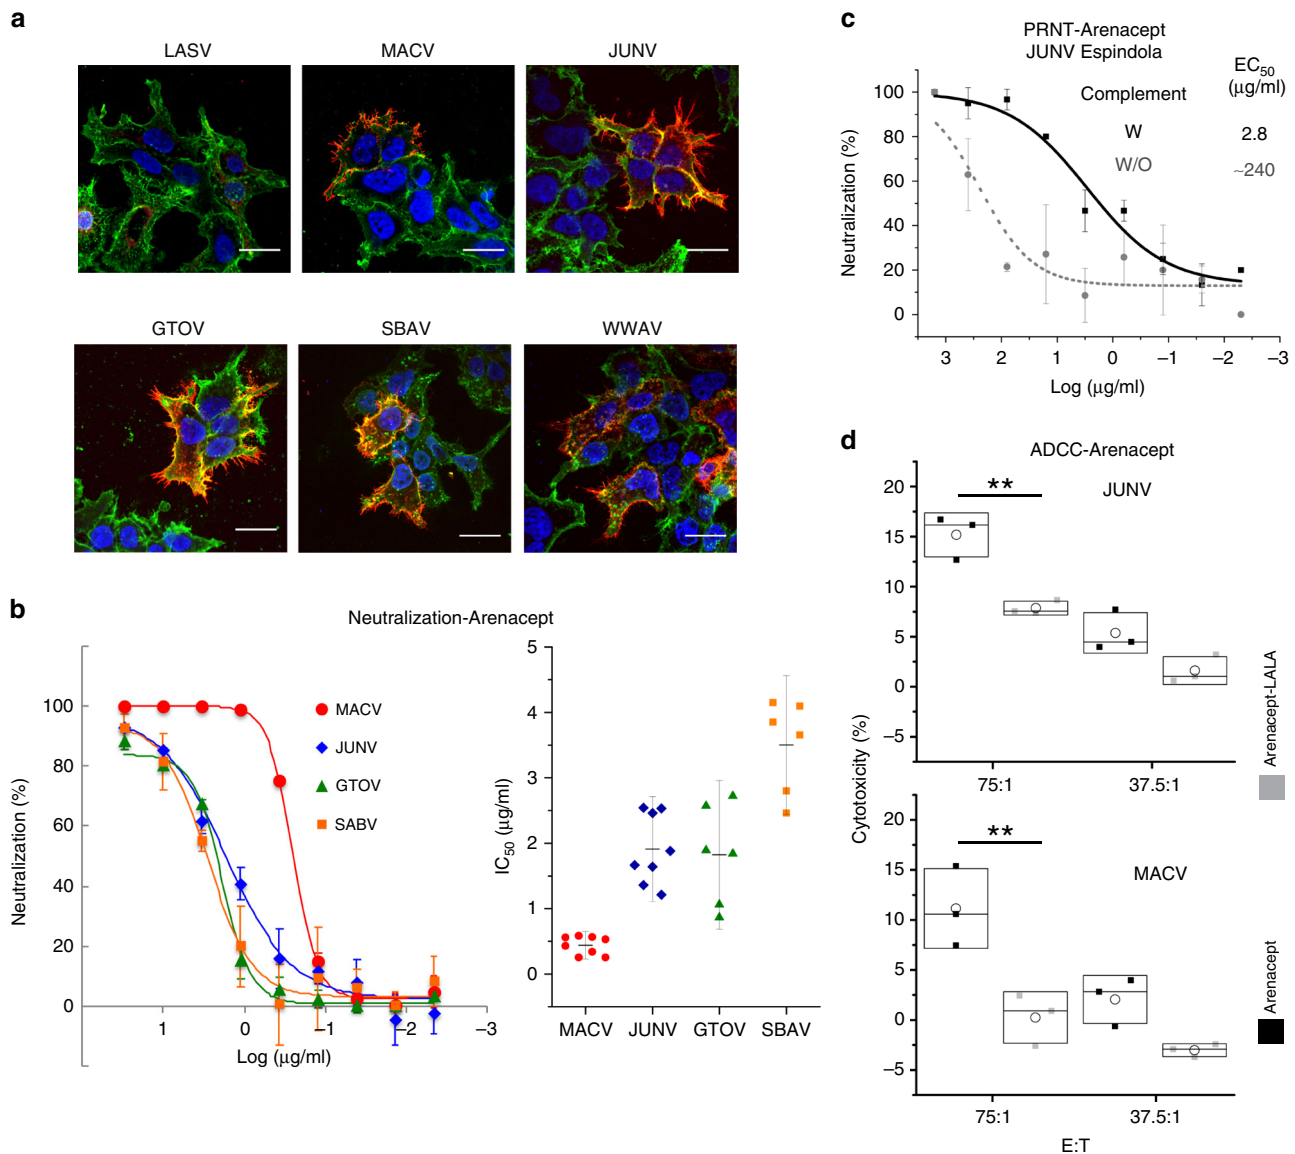 a
LASV MACV JUNV
GTOV SBAV WWAV
b
Neutralization-Arenacept
Neutralization (%)
100
80
60
40
20
0
1 0 −1 −2 −3
Log (μg/ml)
MACV
JUNV
GTOV
SABV
IC50 (μg/ml)
5
4
3
2
1
0
MACV JUNV GTOV SBAV
c
PRNT-Arenacept
JUNV Espindola
EC50
(μg/ml)
Complement
W 2.8
W/O ~240
Neutralization (%)
100
80
60
40
20
0
3 2 1 0 −1 −2 −3
Log (μg/ml)
d
ADCC-Arenacept
JUNV
**
20
15
10
5
0
−5
75:1 37.5:1
Cytotoxicity (%)
MACV
**
20
15
10
5
0
−5
75:1 37.5:1
E:T
Arenacept-LALA
Arenacept